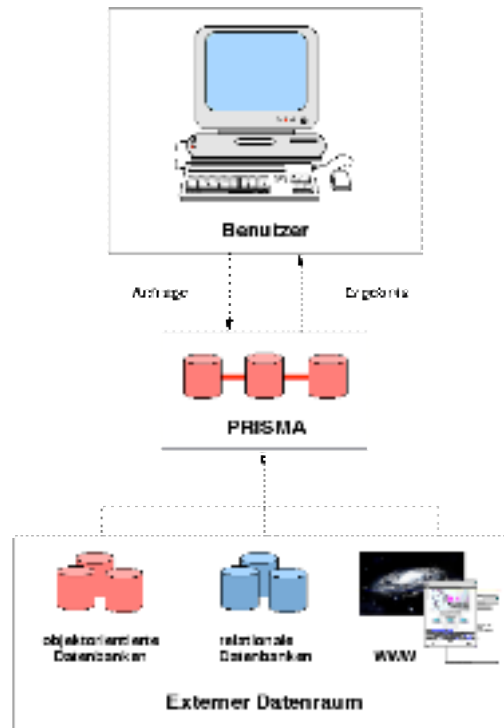 Benutzer
Anfrage
Ergebnis
PRISMA
objektorientierte
Datenbanken
relationale
Datenbanken
WWW
Externer Datenraum